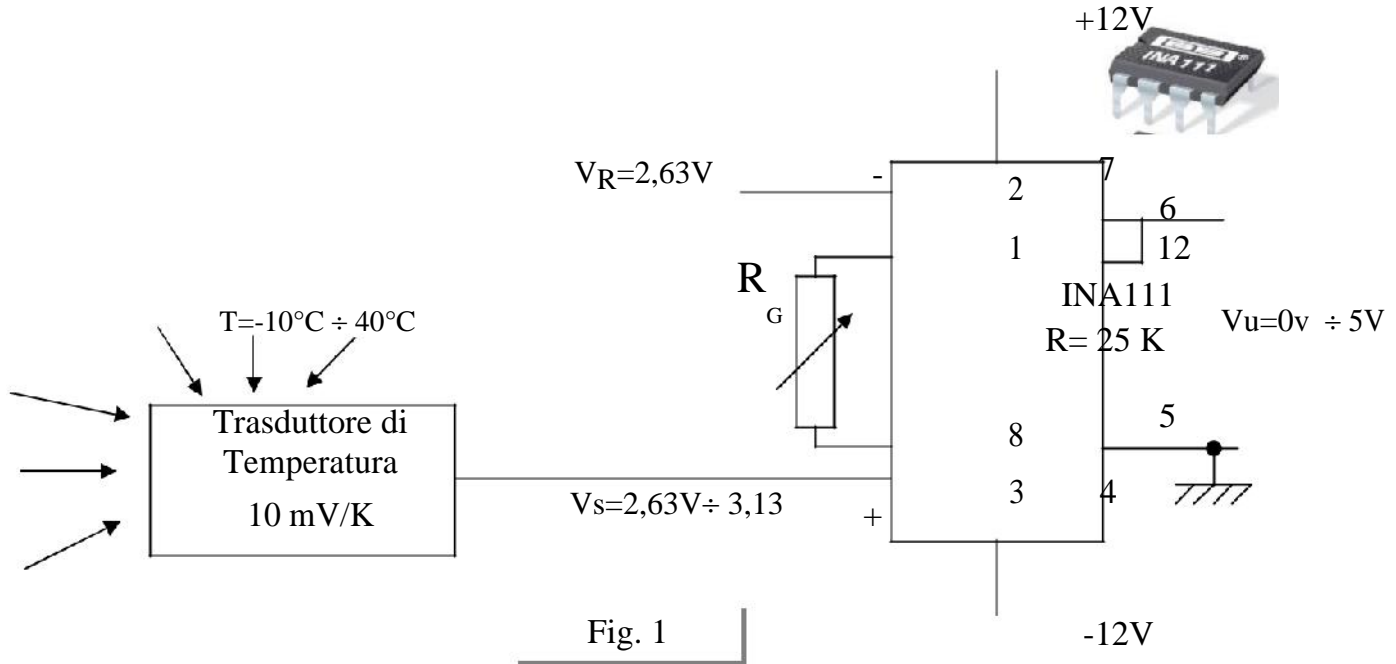 +12V
INA111
VR=2,63V
-
2
7
6
1
12
RG
INA111
T=-10°C ÷ 40°C
Vu=0v ÷ 5V
R= 25 K
Trasduttore di
Temperatura
10 mV/K
8
5
Vs=2,63V÷ 3,13
+
3
4
Fig. 1
-12V